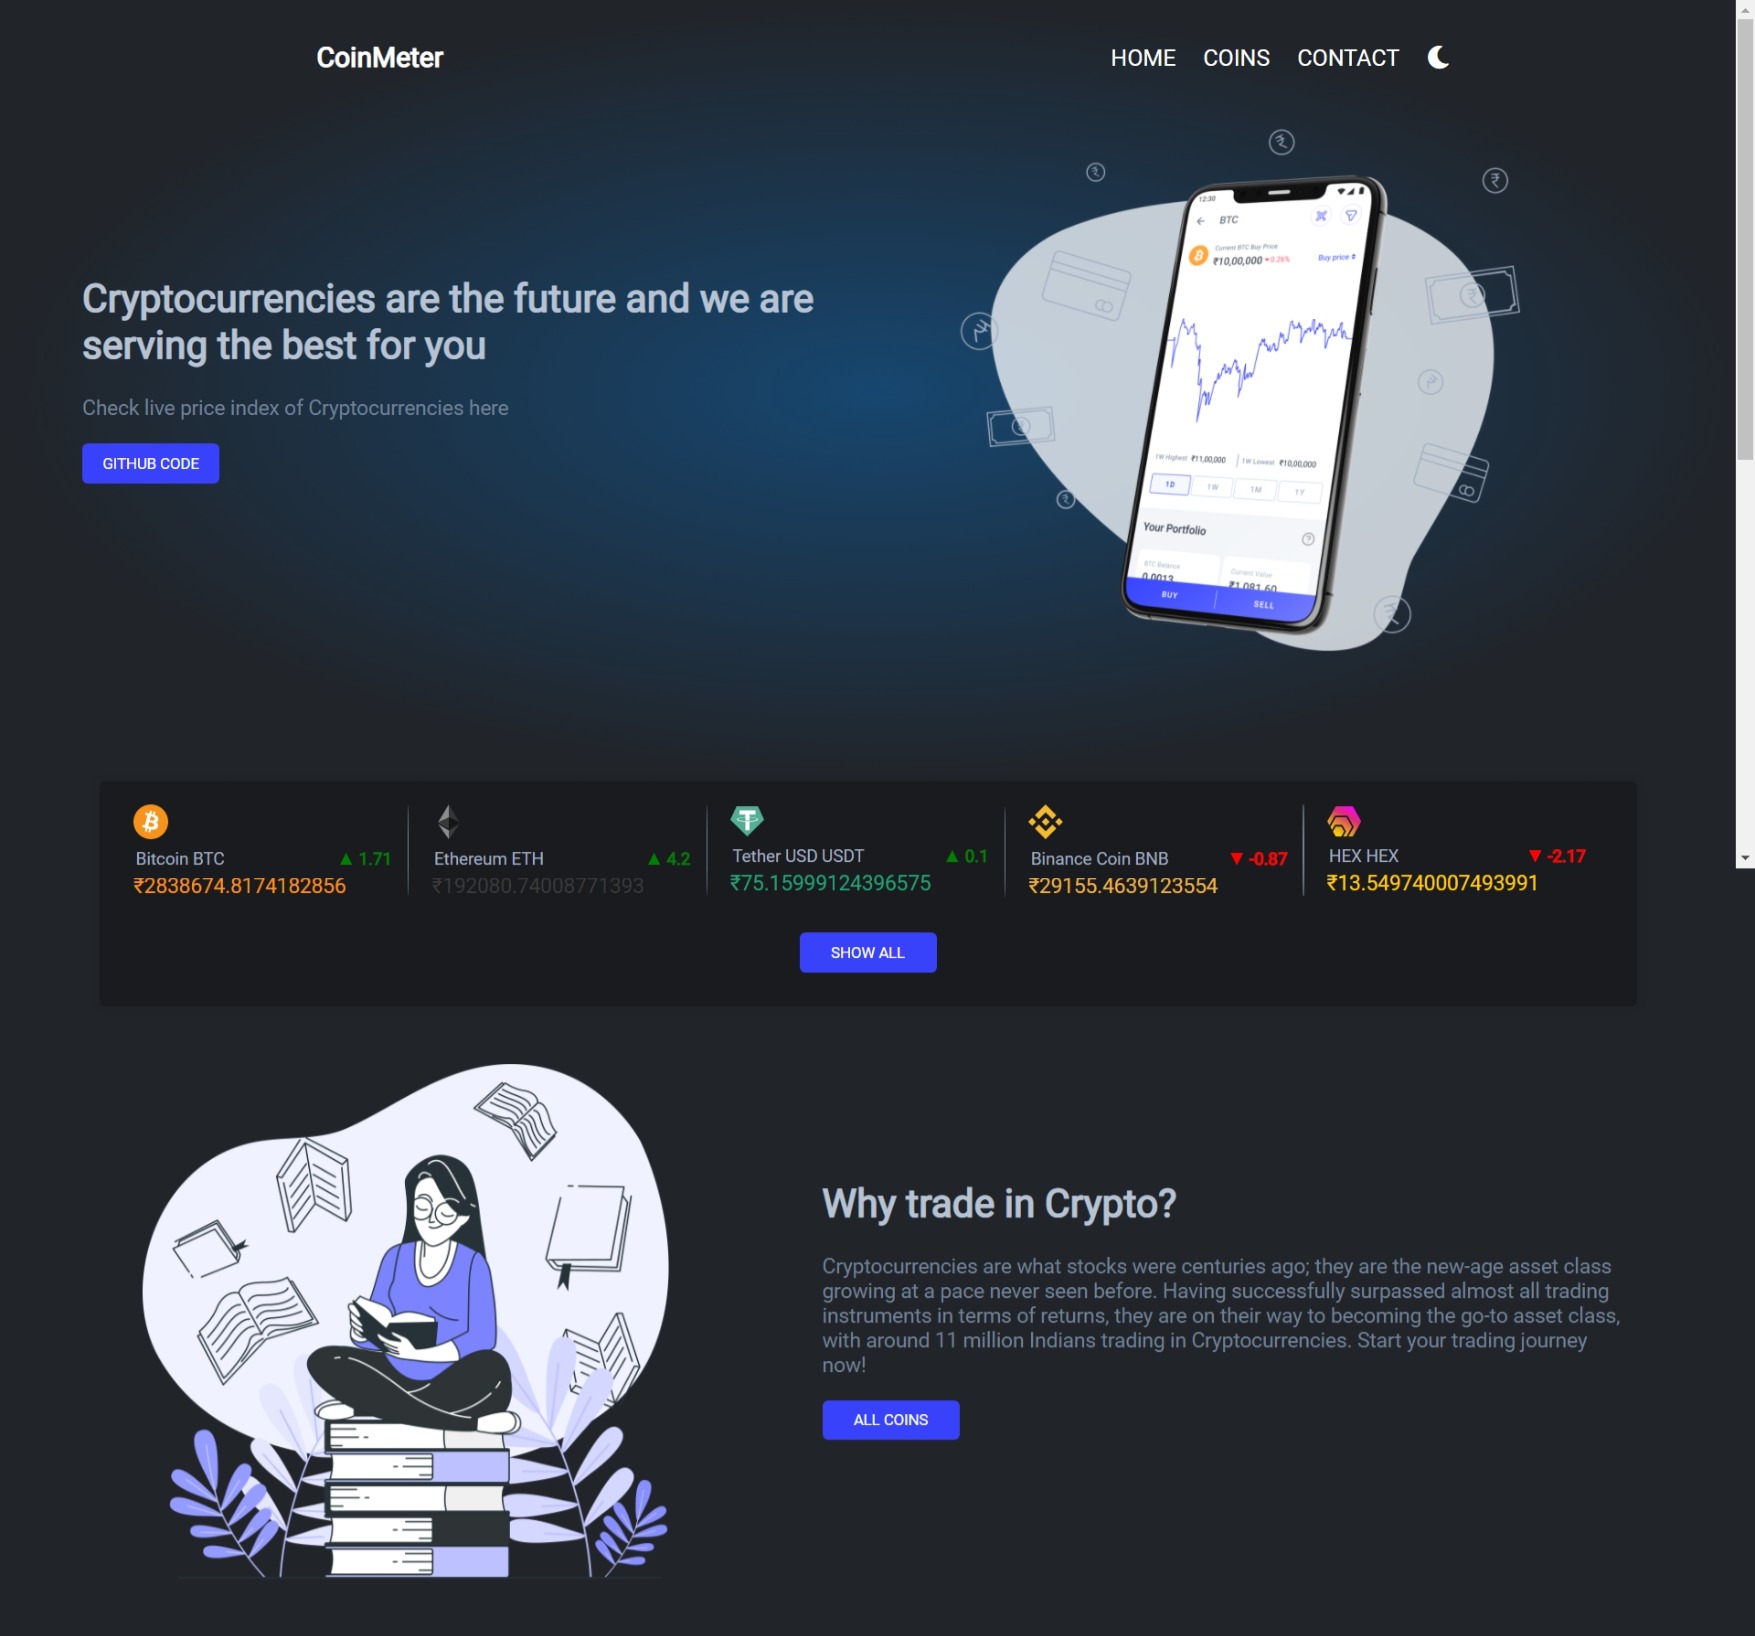 CoinMeter
HOME COINS CONTACT
Cryptocurrencies are the future and we are
serving the best for you
Check live price index of Cryptocurrencies here
GITHUB CODE
12:30
BTC
Current BTC Buy Price
₹10,00,000 ▾0.26%
Buy price
1W Highest ₹11,00,000 1W Lowest ₹10,00,000
1D 1W 1M 1Y
Your Portfolio
BTC Balance Current Value
0.0013 ₹1,081.60
BUY SELL
Bitcoin BTC ▲ 1.71
₹2838674.8174182856
Ethereum ETH ▲ 4.2
₹192080.74008771393
Tether USD USDT ▲ 0.1
₹75.15999124396575
Binance Coin BNB ▼ -0.87
₹29155.4639123554
HEX HEX ▼ -2.17
₹13.549740007493991
SHOW ALL
Why trade in Crypto?
Cryptocurrencies are what stocks were centuries ago; they are the new-age asset class
growing at a pace never seen before. Having successfully surpassed almost all trading
instruments in terms of returns, they are on their way to becoming the go-to asset class,
with around 11 million Indians trading in Cryptocurrencies. Start your trading journey
now!
ALL COINS